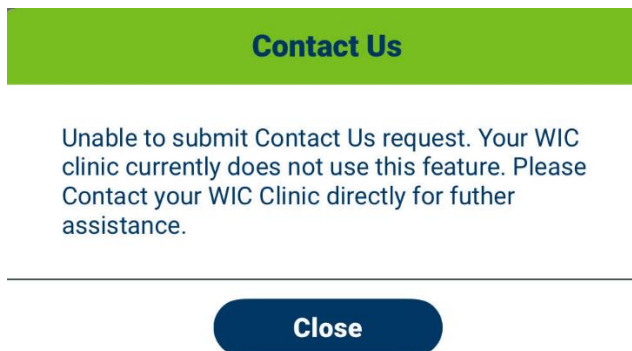 Contact Us
Unable to submit Contact Us request. Your WIC
clinic currently does not use this feature. Please
Contact your WIC Clinic directly for futher
assistance.
Close